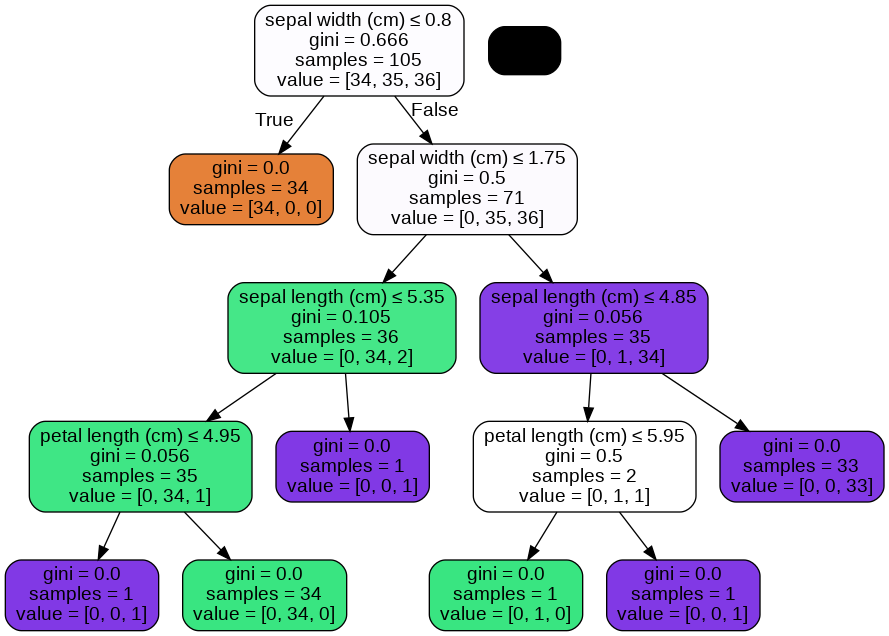 sepal width (cm) ≤ 0.8
gini = 0.666
samples = 105
value = [34, 35, 36]
True
False
gini = 0.0
samples = 34
value = [34, 0, 0]
sepal width (cm) ≤ 1.75
gini = 0.5
samples = 71
value = [0, 35, 36]
sepal length (cm) ≤ 5.35
gini = 0.105
samples = 36
value = [0, 34, 2]
sepal length (cm) ≤ 4.85
gini = 0.056
samples = 35
value = [0, 1, 34]
petal length (cm) ≤ 4.95
gini = 0.056
samples = 35
value = [0, 34, 1]
gini = 0.0
samples = 1
value = [0, 0, 1]
petal length (cm) ≤ 5.95
gini = 0.5
samples = 2
value = [0, 1, 1]
gini = 0.0
samples = 33
value = [0, 0, 33]
gini = 0.0
samples = 1
value = [0, 0, 1]
gini = 0.0
samples = 34
value = [0, 34, 0]
gini = 0.0
samples = 1
value = [0, 1, 0]
gini = 0.0
samples = 1
value = [0, 0, 1]